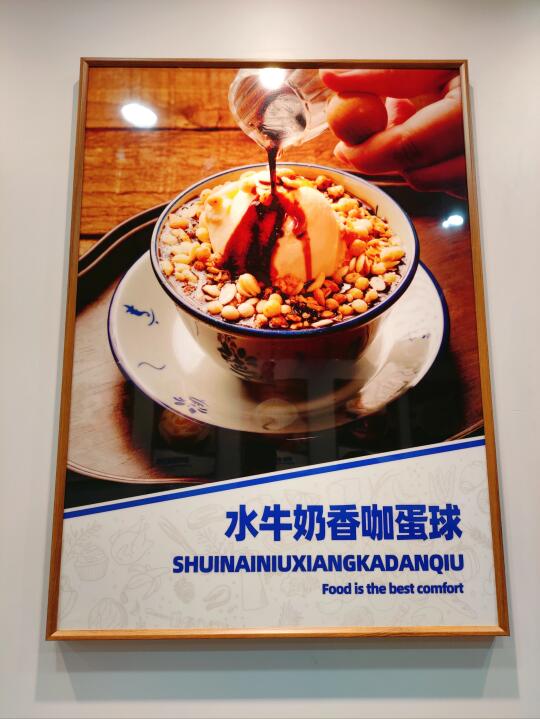 水牛奶香咖蛋球
SHUINAINIUXIANGKADANQIU
Food is the best comfort